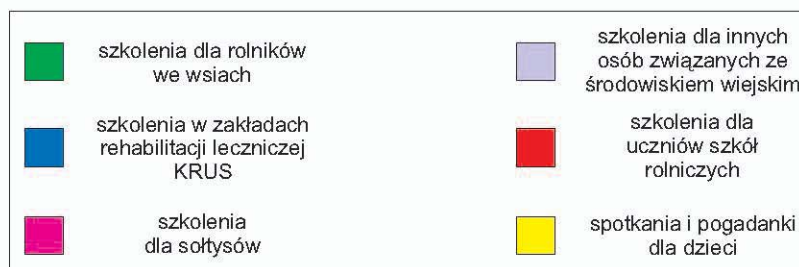 szkolenia dla rolników
we wsiach
szkolenia w zakładach
rehabilitacji leczniczej
KRUS
szkolenia
dla sołtysów
szkolenia dla innych
osób związanych ze
środowiskiem wiejskim
szkolenia dla
uczniów szkół
rolniczych
spotkania i pogadanki
dla dzieci